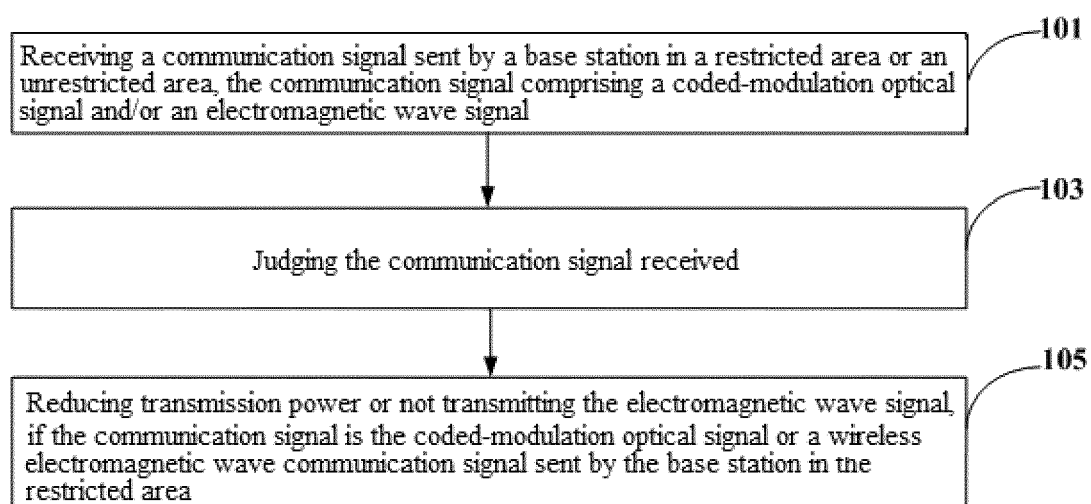 101
Receiving a communication signal sent by a base station in a restricted area or an
unrestricted area, the communication signal comprising a coded-modulation optical
signal and/or an electromagnetic wave signal
103
Judging the communication signal received
105
Reducing transmission power or not transmitting the electromagnetic wave signal,
if the communication signal is the coded-modulation optical signal or a wireless
electromagnetic wave communication signal sent by the base station in the
restricted area